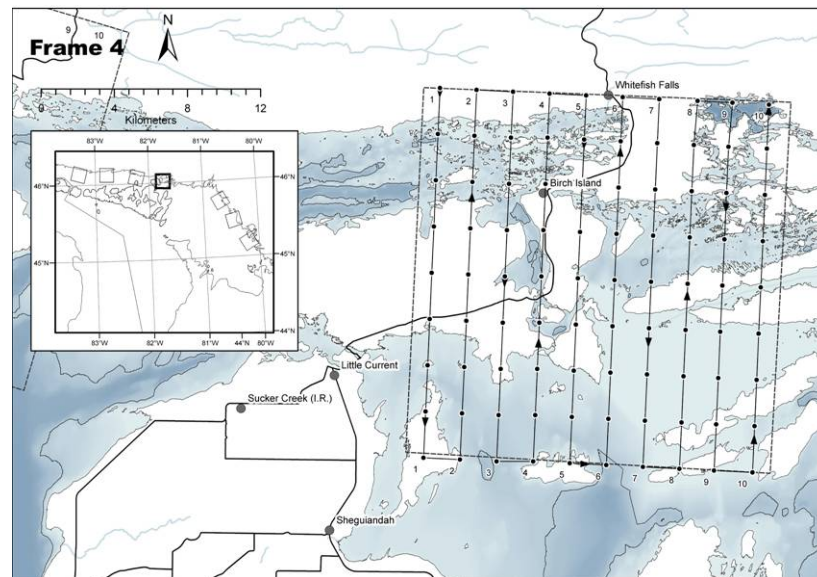 9
10
Frame 4
N
0 4 8 12
Kilometers
83°W 82°W 81°W 80°W
46°N 46°N
45°N 45°N
44°N 44°N
83°W 82°W 81°W 80°W
Whitefish Falls
1 2 3 4 5 6 7 8 9 10
Birch Island
Little Current
Sucker Creek (I.R.)
1 2 3 4 5 6 7 8 9 10
Sheguiandah